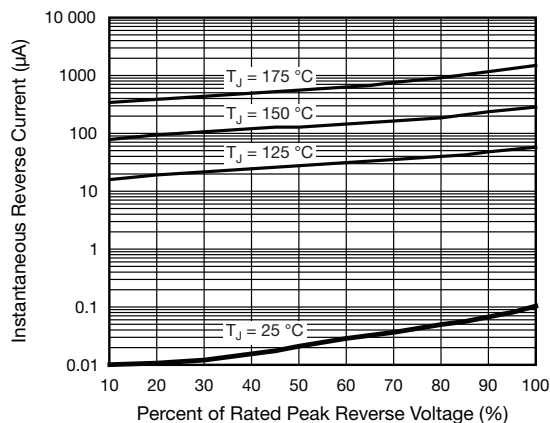 Instantaneous Reverse Current (µA)
10 000
1000
100
10
1
0.1
0.01
T_J = 175 °C
T_J = 150 °C
T_J = 125 °C
T_J = 25 °C
10 20 30 40 50 60 70 80 90 100
Percent of Rated Peak Reverse Voltage (%)